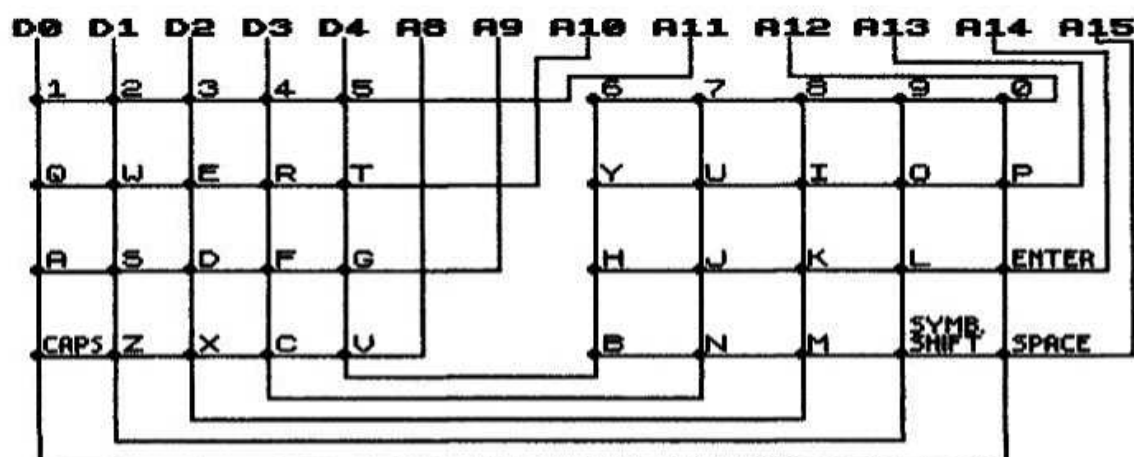 D0 D1 D2 D3 D4 A8 A9 A10 A11 A12 A13 A14 A15
1 2 3 4 5 6 7 8 9 0
Q W E R T Y U I O P
A S D F G H J K L ENTER
CAPS Z X C V B N M SYMB. SHIFT SPACE